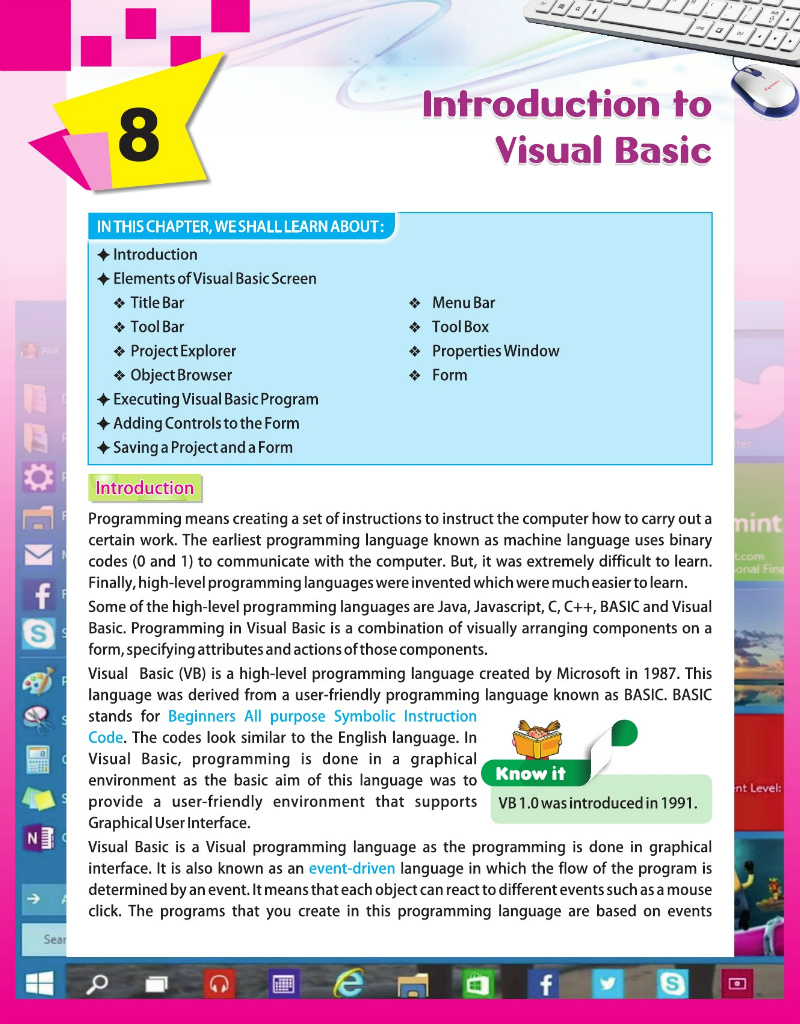 8
Introduction to
Visual Basic
IN THIS CHAPTER, WE SHALL LEARN ABOUT :
✦ Introduction
✦ Elements of Visual Basic Screen
❖ Title Bar ❖ Menu Bar
❖ Tool Bar ❖ Tool Box
❖ Project Explorer ❖ Properties Window
❖ Object Browser ❖ Form
✦ Executing Visual Basic Program
✦ Adding Controls to the Form
✦ Saving a Project and a Form
Introduction
Programming means creating a set of instructions to instruct the computer how to carry out a
certain work. The earliest programming language known as machine language uses binary
codes (0 and 1) to communicate with the computer. But, it was extremely difficult to learn.
Finally, high-level programming languages were invented which were much easier to learn.
Some of the high-level programming languages are Java, Javascript, C, C++, BASIC and Visual
Basic. Programming in Visual Basic is a combination of visually arranging components on a
form, specifying attributes and actions of those components.
Visual Basic (VB) is a high-level programming language created by Microsoft in 1987. This
language was derived from a user-friendly programming language known as BASIC. BASIC
stands for Beginners All purpose Symbolic Instruction
Code. The codes look similar to the English language. In
Visual Basic, programming is done in a graphical
environment as the basic aim of this language was to
provide a user-friendly environment that supports
Graphical User Interface.
Know it
VB 1.0 was introduced in 1991.
Visual Basic is a Visual programming language as the programming is done in graphical
interface. It is also known as an event-driven language in which the flow of the program is
determined by an event. It means that each object can react to different events such as a mouse
click. The programs that you create in this programming language are based on events
mint
t.com
onal Fina
nt Level:
Sear